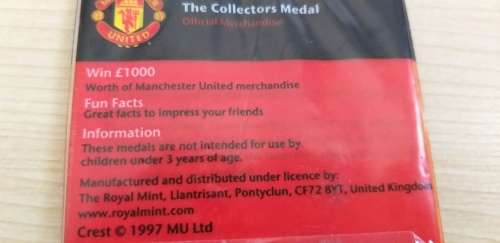 The Collectors Medal
Official Merchandise
UNITED
Win £1000
Worth of Manchester United merchandise
Fun Facts
Great facts to impress your friends
Information
These medals are not intended for use by
children under 3 years of age.
Manufactured and distributed under licence by:
The Royal Mint, Llantrisant, Pontyclun, CF72 8YT, United Kingdom
www.royalmint.com
Crest © 1997 MU Ltd